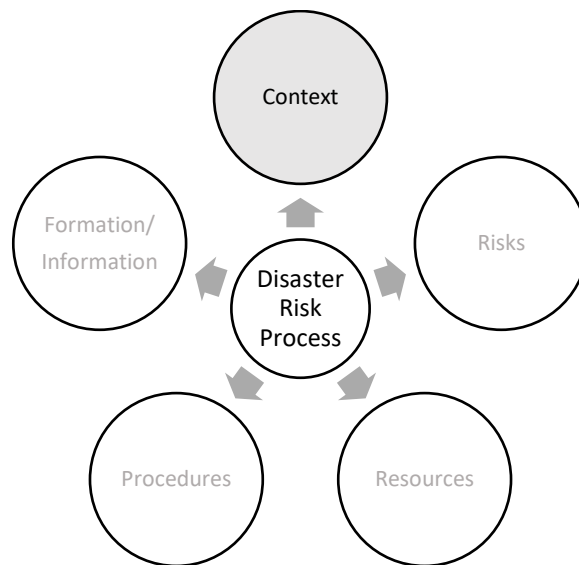 Context
Formation/
Information
Risks
Disaster
Risk
Process
Procedures
Resources